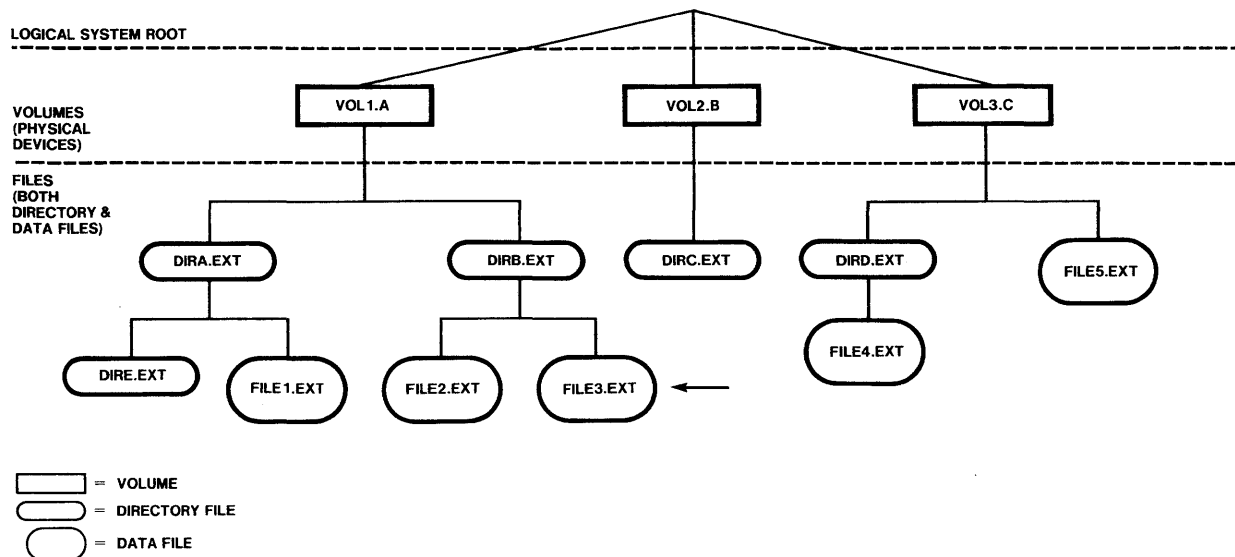 LOGICAL SYSTEM ROOT
VOLUMES
(PHYSICAL
DEVICES)
VOL1.A
VOL2.B
VOL3.C
FILES
(BOTH
DIRECTORY &
DATA FILES)
DIRA.EXT
DIRB.EXT
DIRC.EXT
DIRD.EXT
FILE5.EXT
DIRE.EXT
FILE1.EXT
FILE2.EXT
FILE3.EXT
FILE4.EXT
= VOLUME
= DIRECTORY FILE
= DATA FILE